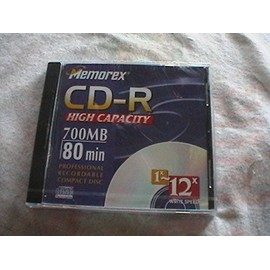 Memorex
CD-R
HIGH CAPACITY
700MB
80 min
PROFESSIONAL
RECORDABLE
COMPACT DISC
1x~12x
WRITE SPEED